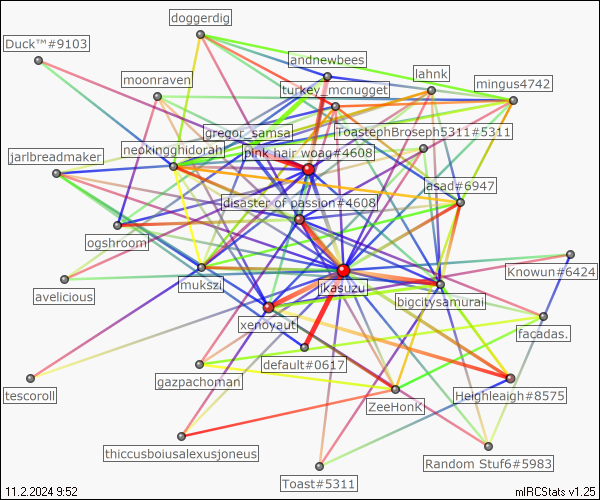 doggerdig
Duck™#9103
andnewbees
lahnk
moonraven
turkey_mcnugget
mingus4742
gregor_samsa
ToastephBroseph5311#5311
jarlbreadmaker
neokingghidorah
pink hair woag#4608
asad#6947
disaster of passion#4608
ogshroom
Knowun#6424
mukszi
jkasuzu
bigcitysamurai
avelicious
xenoyaut
facadas.
default#0617
gazpachoman
tescoroll
ZeeHonk
Heighleaigh#8575
thiccusboiusalexusjoneus
Random Stuf6#5983
Toast#5311
11.2.2024 9:52
mIRCStats v1.25